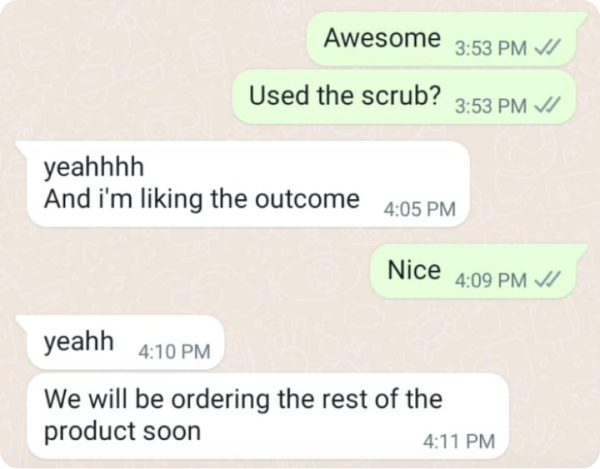 Awesome 3:53 PM
Used the scrub? 3:53 PM
yeahhhh
And i'm liking the outcome 4:05 PM
Nice 4:09 PM
yeahh 4:10 PM
We will be ordering the rest of the
product soon 4:11 PM